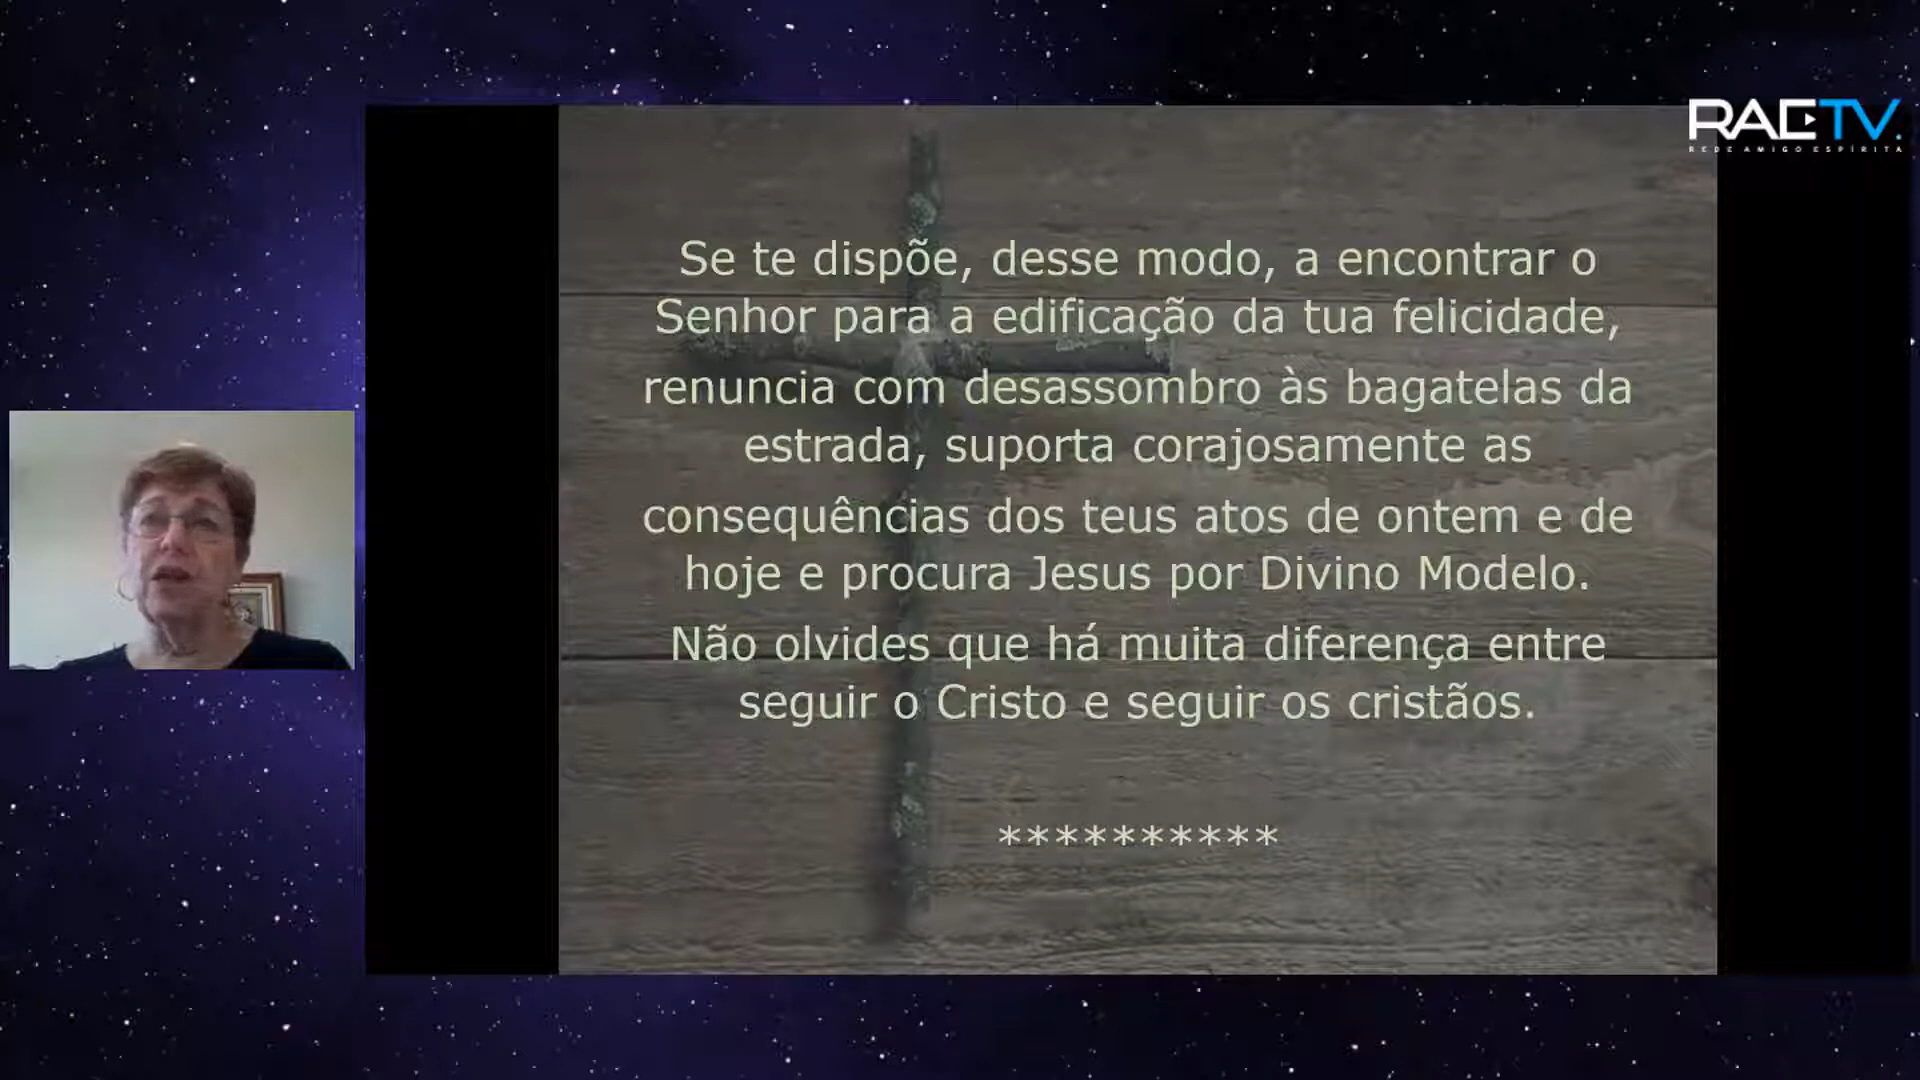 RAETV.
REDE AMIGO ESPÍRITA
Se te dispõe, desse modo, a encontrar o
Senhor para a edificação da tua felicidade,
renuncia com desassombro às bagatelas da
estrada, suporta corajosamente as
consequências dos teus atos de ontem e de
hoje e procura Jesus por Divino Modelo.
Não olvides que há muita diferença entre
seguir o Cristo e seguir os cristãos.
**********